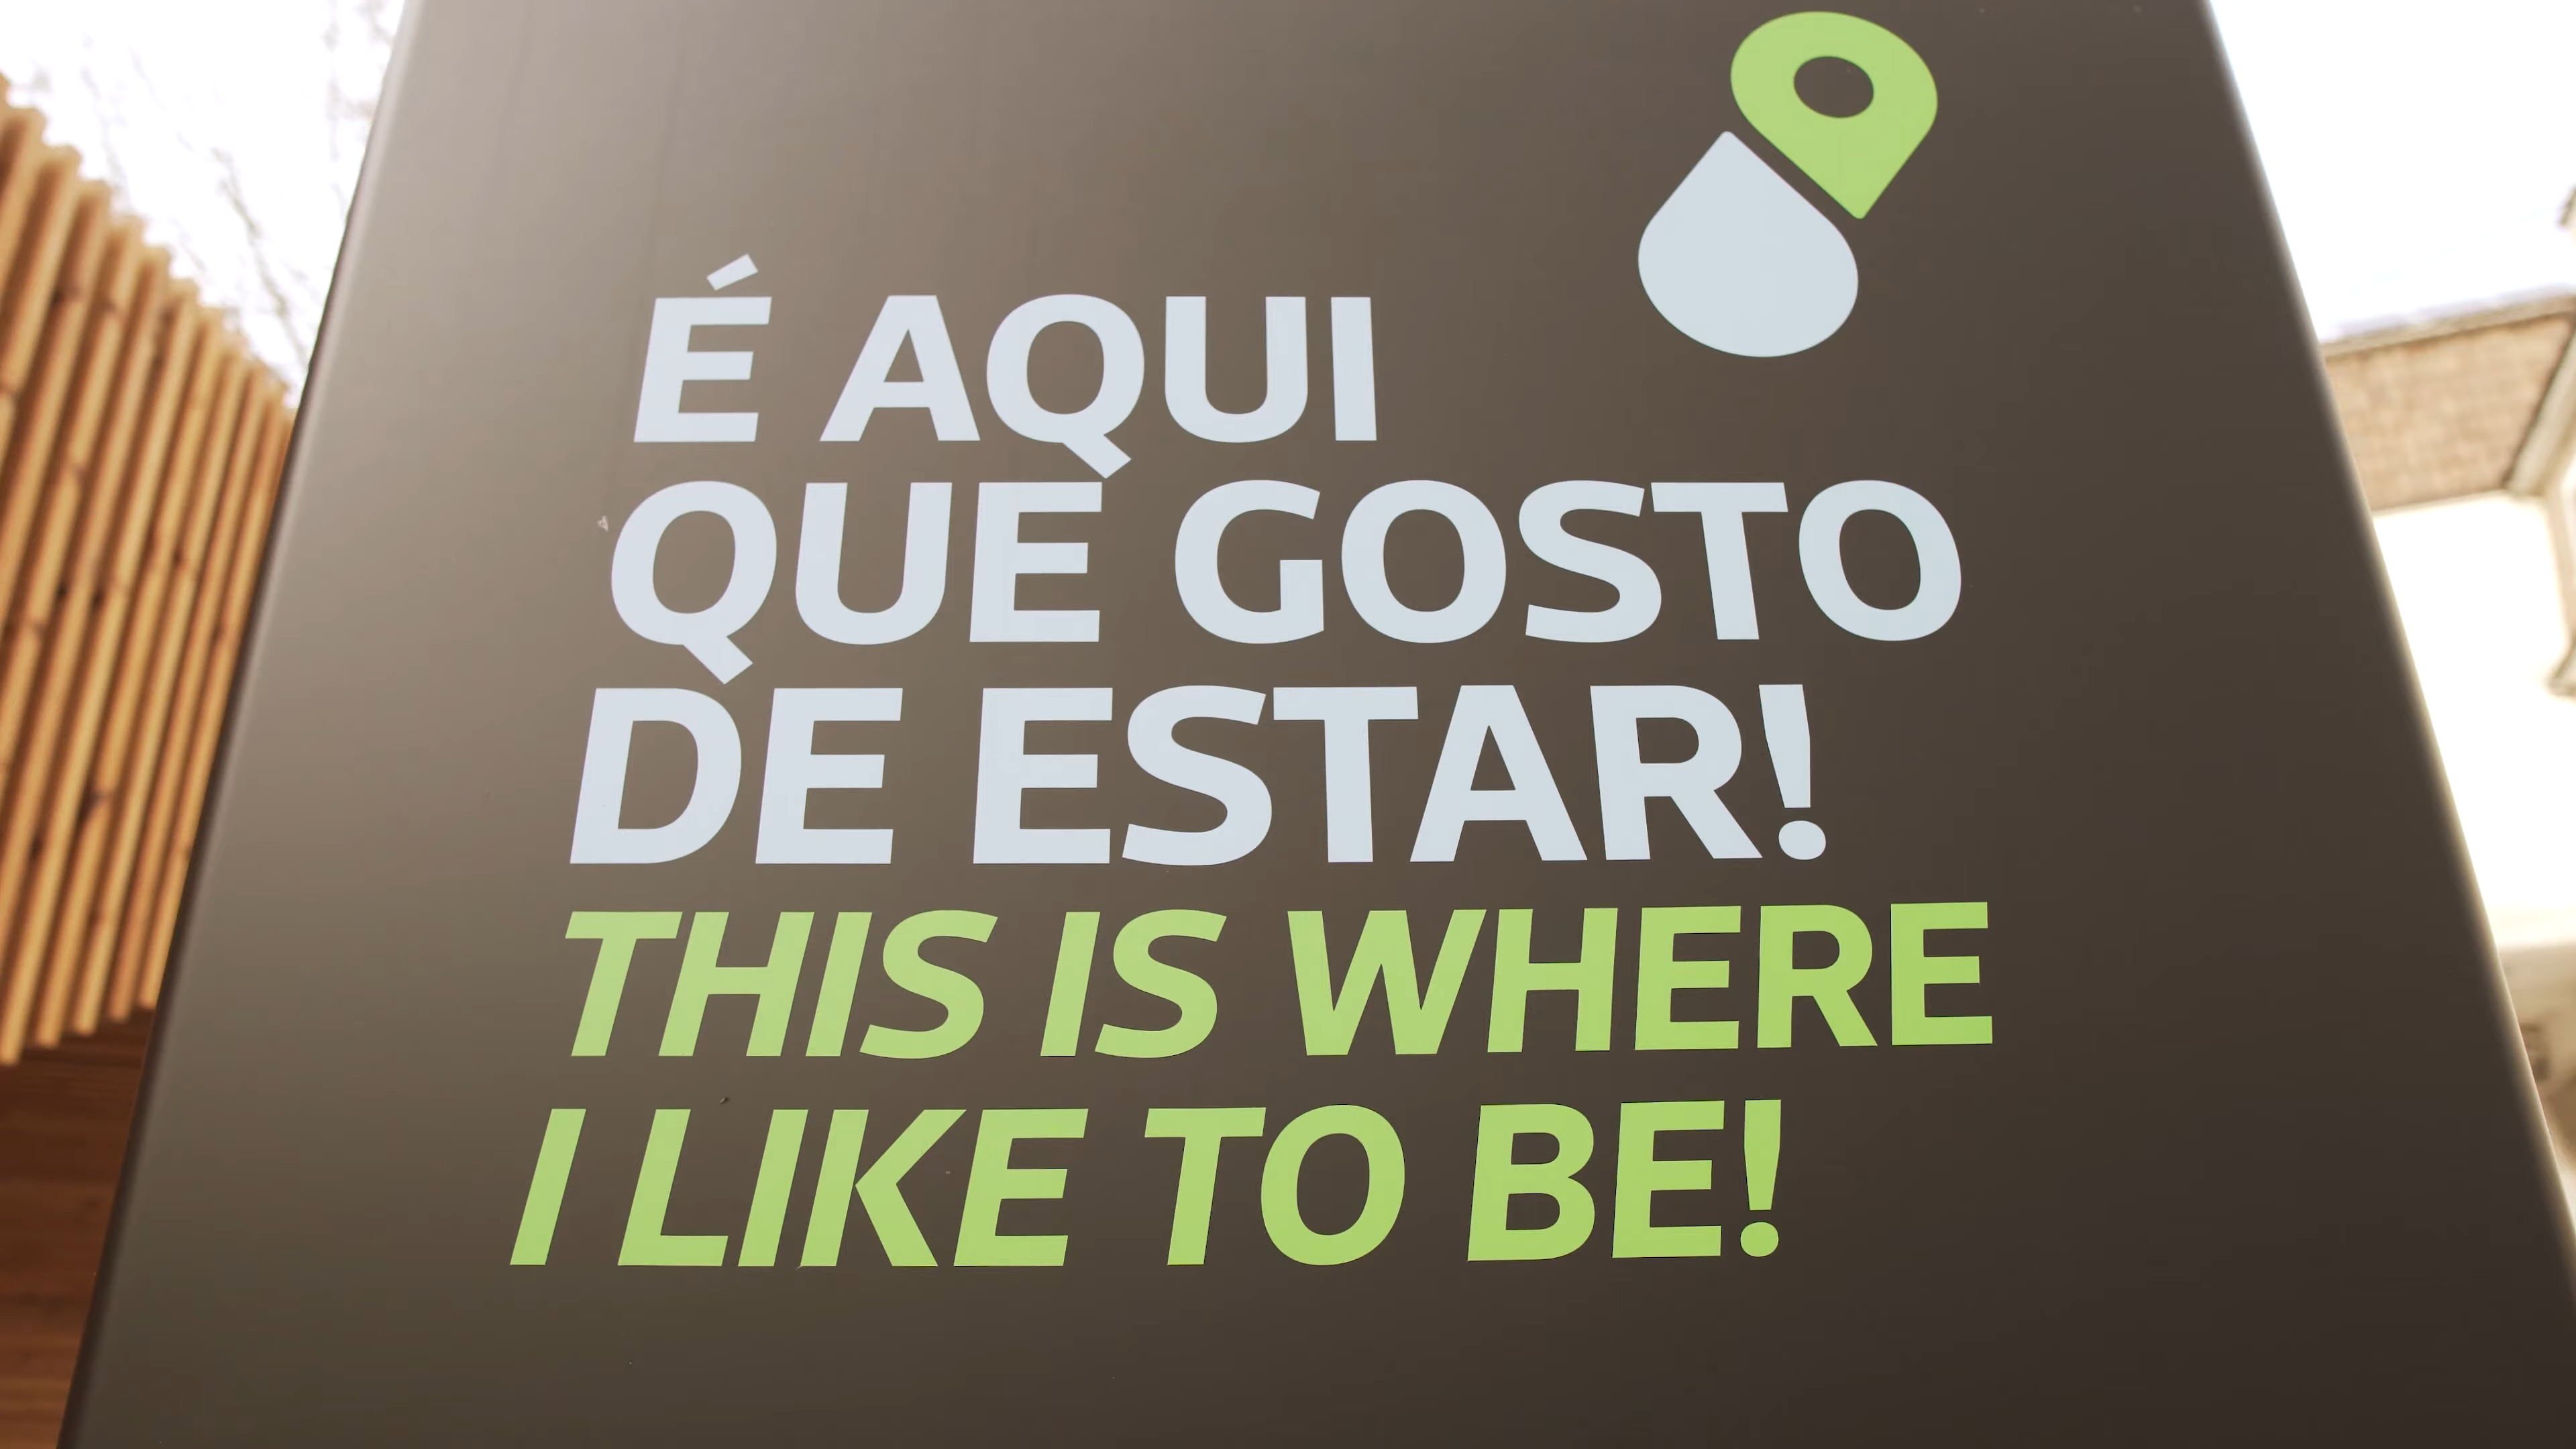 É AQUI
QUE GOSTO
DE ESTAR!
THIS IS WHERE
I LIKE TO BE!